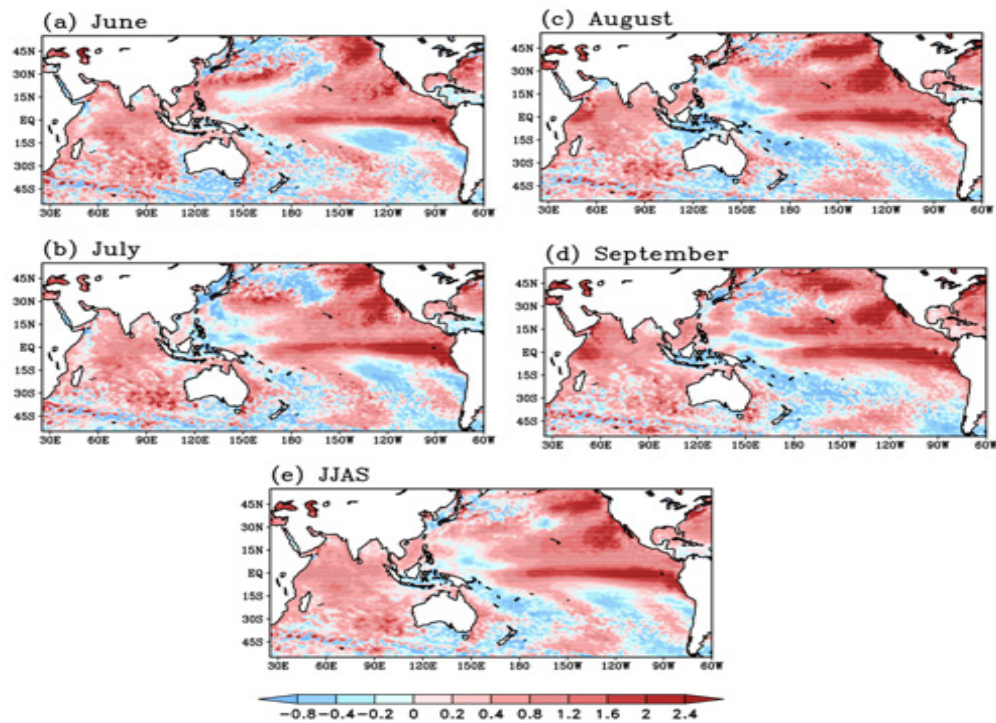 (a) June
45N
30N
15N
EQ
15S
30S
45S
30E 60E 90E 120E 150E 180 150W 120W 90W 60W
(c) August
45N
30N
15N
EQ
15S
30S
45S
30E 60E 90E 120E 150E 180 150W 120W 90W 60W
(b) July
45N
30N
15N
EQ
15S
30S
45S
30E 60E 90E 120E 150E 180 150W 120W 90W 60W
(d) September
45N
30N
15N
EQ
15S
30S
45S
30E 60E 90E 120E 150E 180 150W 120W 90W 60W
(e) JJAS
45N
30N
15N
EQ
15S
30S
45S
30E 60E 90E 120E 150E 180 150W 120W 90W 60W
-0.8 -0.4 -0.2 0 0.2 0.4 0.8 1.2 1.6 2 2.4